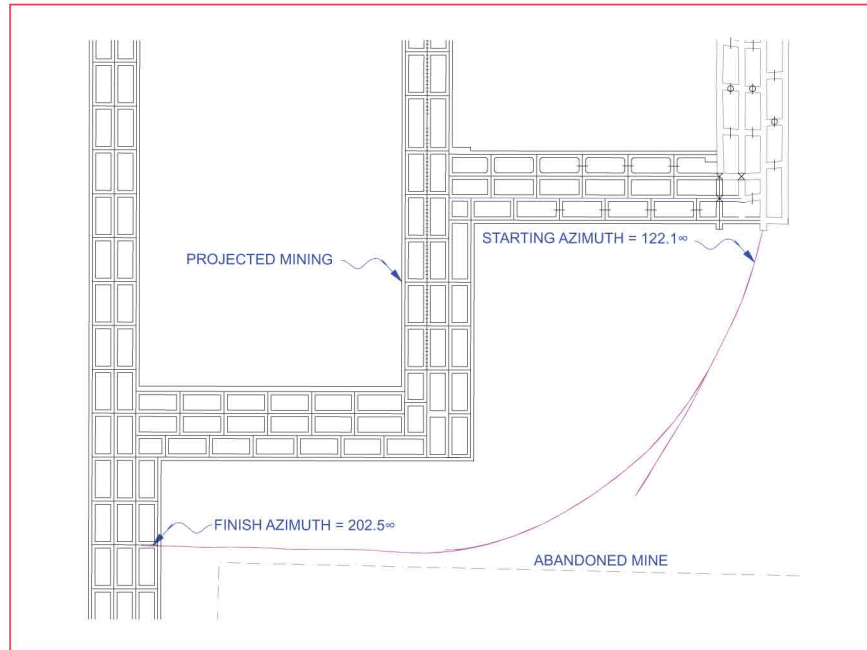 STARTING AZIMUTH = 122.1∞
PROJECTED MINING
FINISH AZIMUTH = 202.5∞
ABANDONED MINE